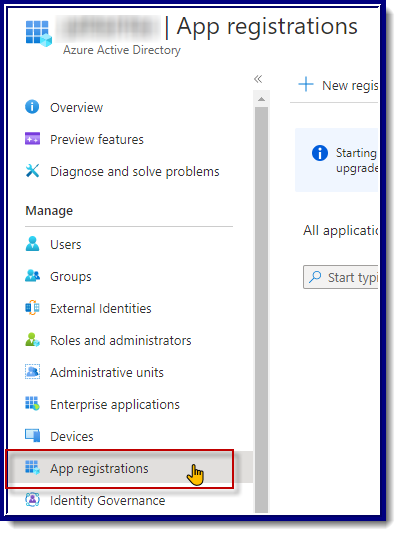 | App registrations
Azure Active Directory
«
New regis
Overview
Preview features
Diagnose and solve problems
Starting
upgrade
Manage
All applicatio
Start typi
Users
Groups
External Identities
Roles and administrators
Administrative units
Enterprise applications
Devices
App registrations
Identity Governance